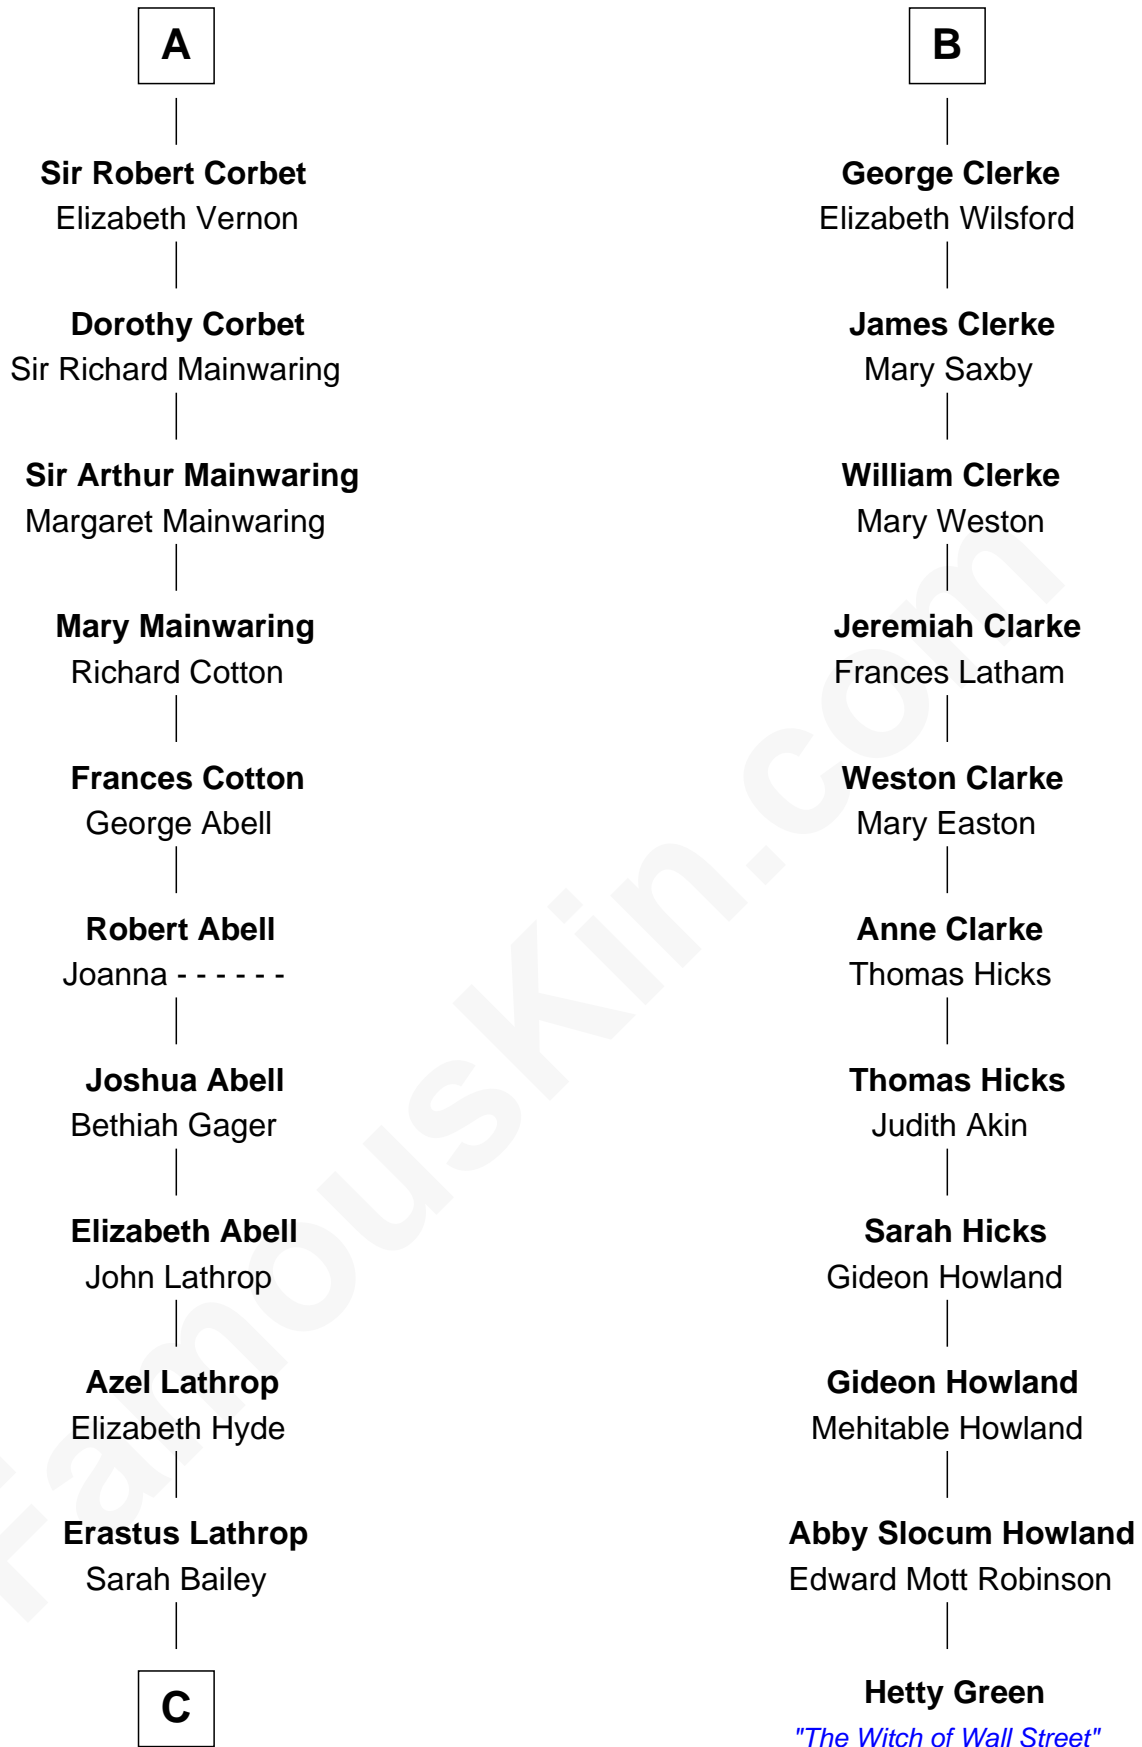 A
Sir Robert Corbet
Elizabeth Vernon
Dorothy Corbet
Sir Richard Mainwaring
Sir Arthur Mainwaring
Margaret Mainwaring
Mary Mainwaring
Richard Cotton
Frances Cotton
George Abell
Robert Abell
Joanna - - - - - -
Joshua Abell
Bethiah Gager
Elizabeth Abell
John Lathrop
Azel Lathrop
Elizabeth Hyde
Erastus Lathrop
Sarah Bailey
C
B
George Clerke
Elizabeth Wilsford
James Clerke
Mary Saxby
William Clerke
Mary Weston
Jeremiah Clarke
Frances Latham
Weston Clarke
Mary Easton
Anne Clarke
Thomas Hicks
Thomas Hicks
Judith Akin
Sarah Hicks
Gideon Howland
Gideon Howland
Mehitable Howland
Abby Slocum Howland
Edward Mott Robinson
Hetty Green
"The Witch of Wall Street"
FamousKin.com